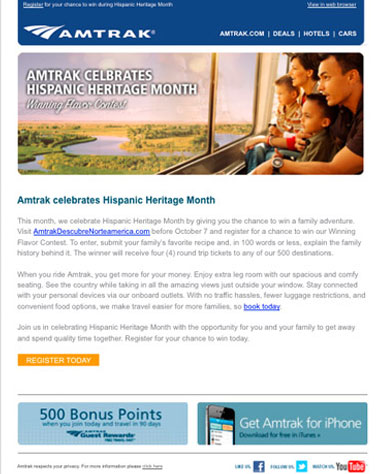 Register for your chance to win during Hispanic Heritage Month
View in web browser
AMTRAK®
AMTRAK.COM | DEALS | HOTELS | CARS
AMTRAK CELBRATES
HISPANIC HERITAGE MONTH
Winning Flavor Contest
Amtrak celebrates Hispanic Heritage Month
This month, we celebrate Hispanic Heritage Month by giving you the chance to win a family adventure.
Visit AmtrakDescubreNorteamerica.com before October 7 and register for a chance to win our Winning
Flavor Contest. To enter, submit your family's favorite recipe and, in 100 words or less, explain the family
history behind it. The winner will receive four (4) round trip tickets to any of our 500 destinations.
When you ride Amtrak, you get more for your money. Enjoy extra leg room with our spacious and comfy
seating. See the country while taking in all the amazing views just outside your window. Stay connected
with your personal devices via our onboard outlets. With no traffic hassles, fewer luggage restrictions, and
convenient food options, we make travel easier for more families, so book today.
Join us in celebrating Hispanic Heritage Month with the opportunity for you and your family to get away
and spend quality time together. Register for your chance to win today.
REGISTER TODAY
500 Bonus Points
when you join today and travel in 90 days
AMTRAK
Guest Rewards
Get Amtrak for iPhone
Download for free in iTunes »
Amtrak respects your privacy. For more information please click here
LIKE US
FOLLOW US
WATCH US
YouTube